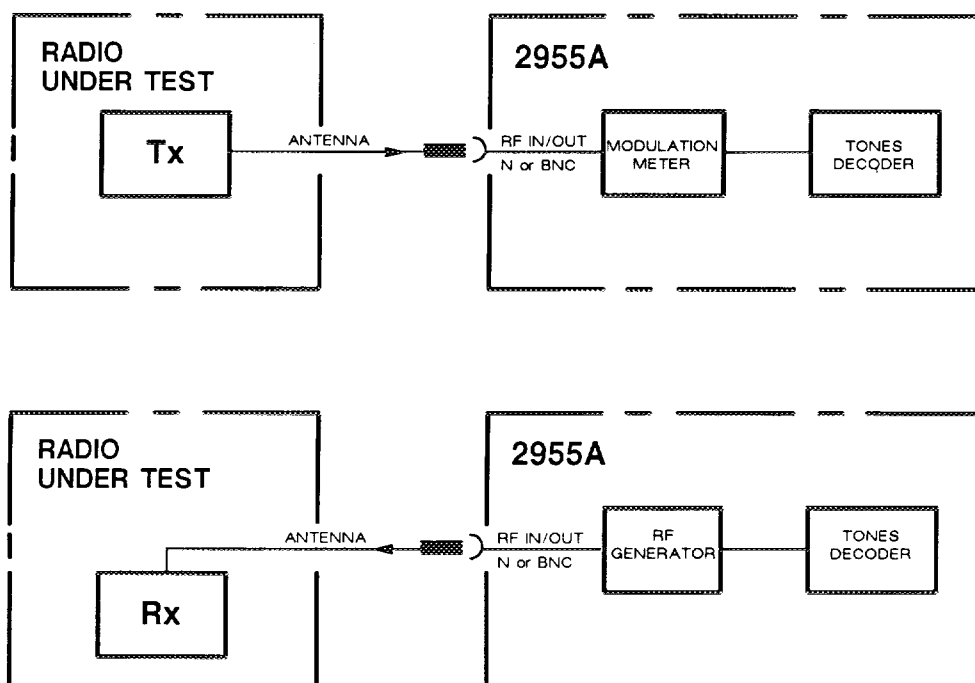 RADIO
UNDER TEST
2955A
Tx
ANTENNA
RF IN/OUT
N or BNC
MODULATION
METER
TONES
DECODER
RADIO
UNDER TEST
2955A
ANTENNA
RF IN/OUT
N or BNC
RF
GENERATOR
TONES
DECODER
Rx